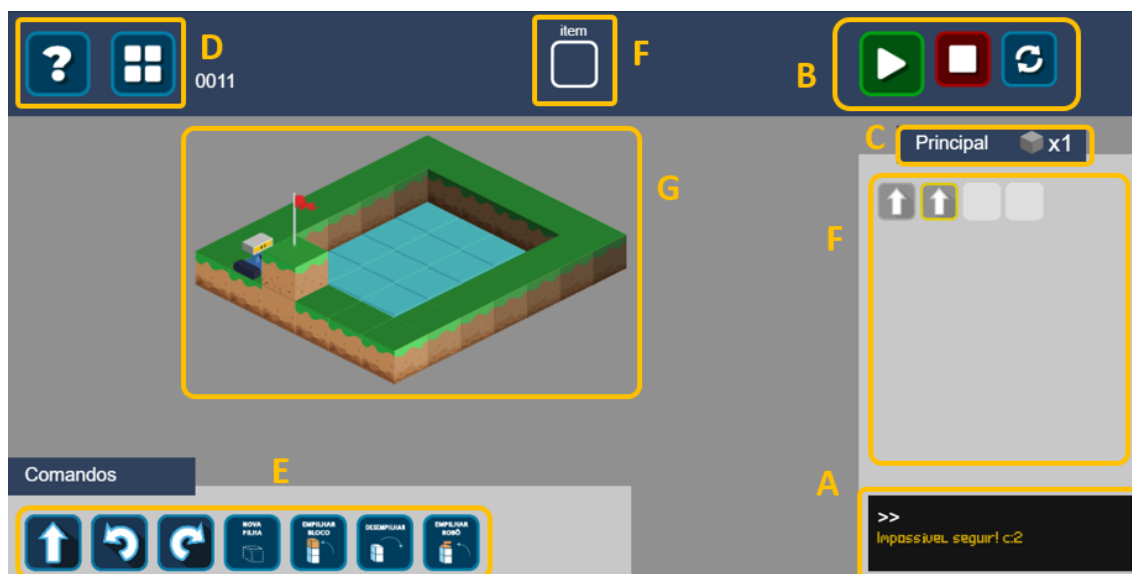 D
0011
item
F
B
C
Principal
x1
G
F
Comandos
E
A
NOVA
PILHA
EMPILHAR
BLOCO
DESEMPILHAR
EMPILHAR
ROBÔ
>>
Impossível seguir! c:2